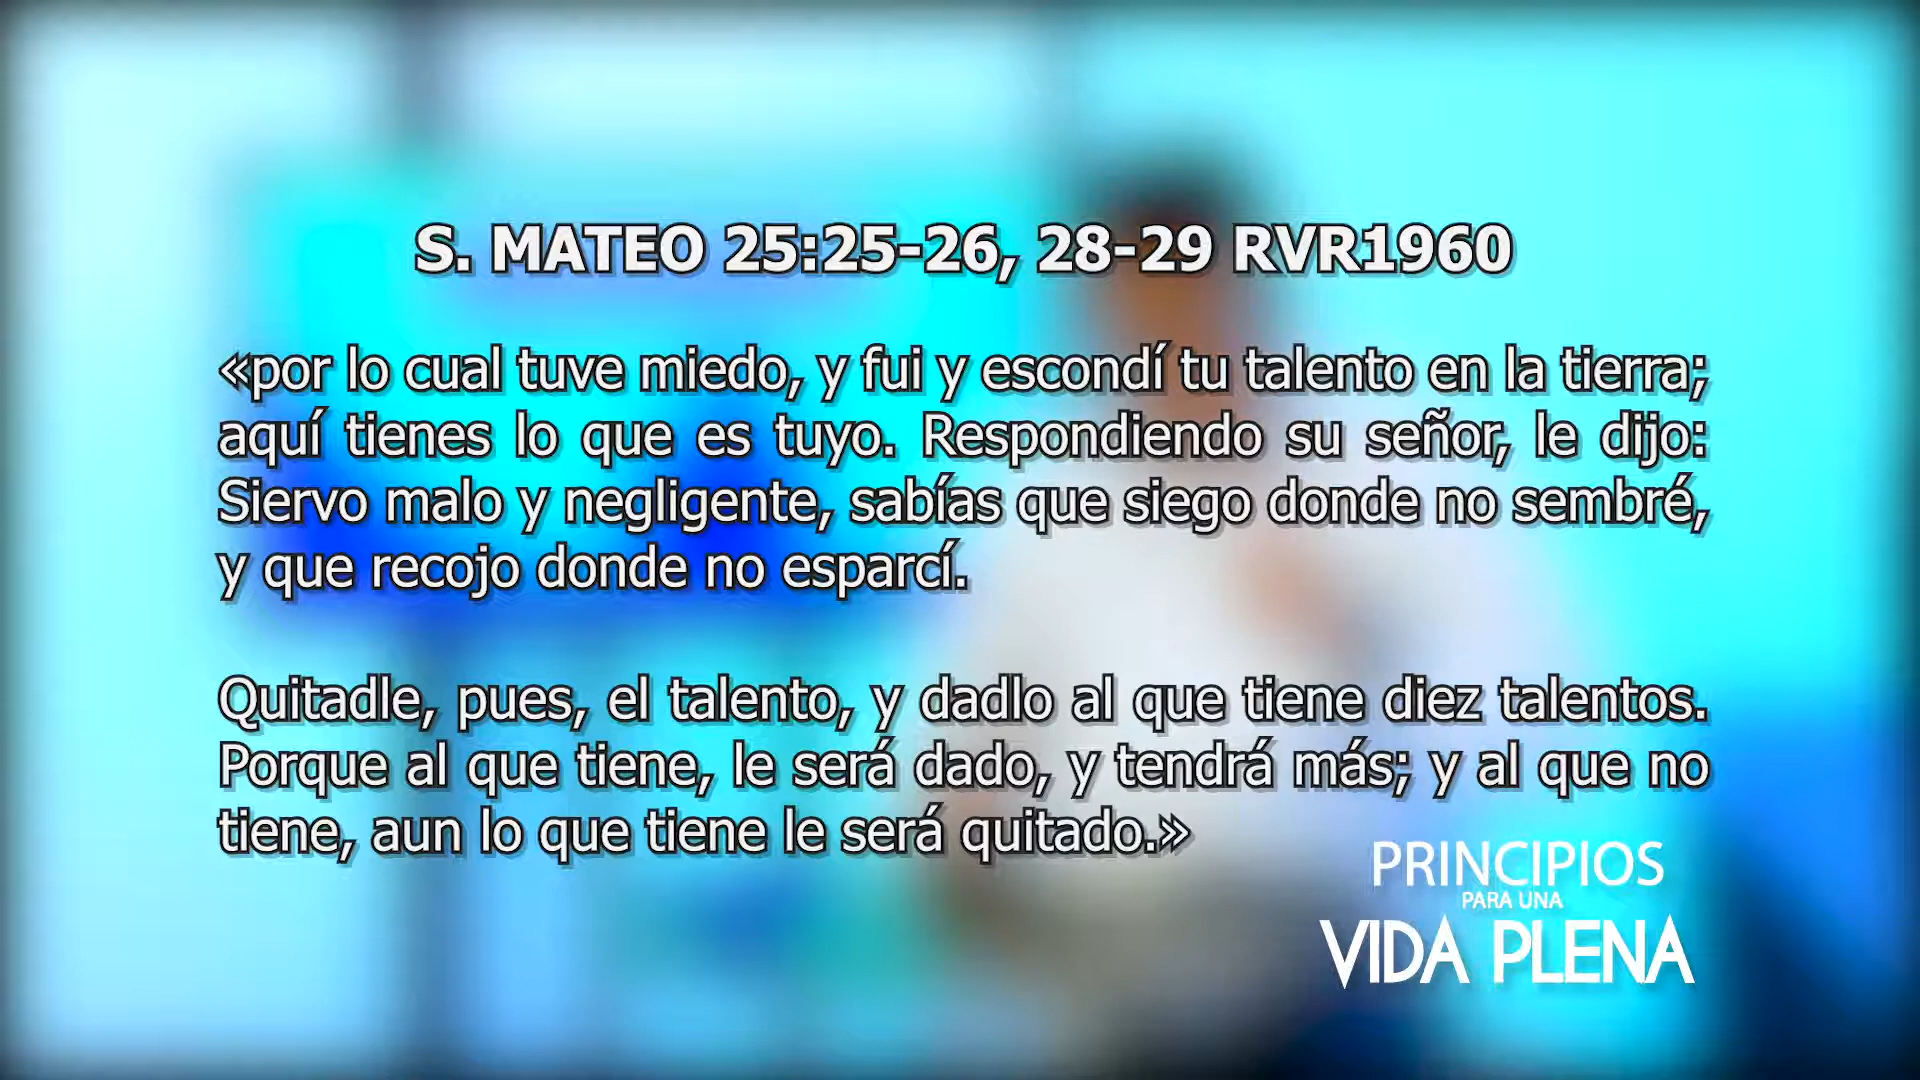 S. MATEO 25:25-26, 28-29 RVR1960
«por lo cual tuve miedo, y fui y escondí tu talento en la tierra;
aquí tienes lo que es tuyo. Respondiendo su señor, le dijo:
Siervo malo y negligente, sabías que siego donde no sembré,
y que recojo donde no esparcí.
Quitadle, pues, el talento, y dadlo al que tiene diez talentos.
Porque al que tiene, le será dado, y tendrá más; y al que no
tiene, aun lo que tiene le será quitado.»
PRINCIPIOS
PARA UNA
VIDA PLENA